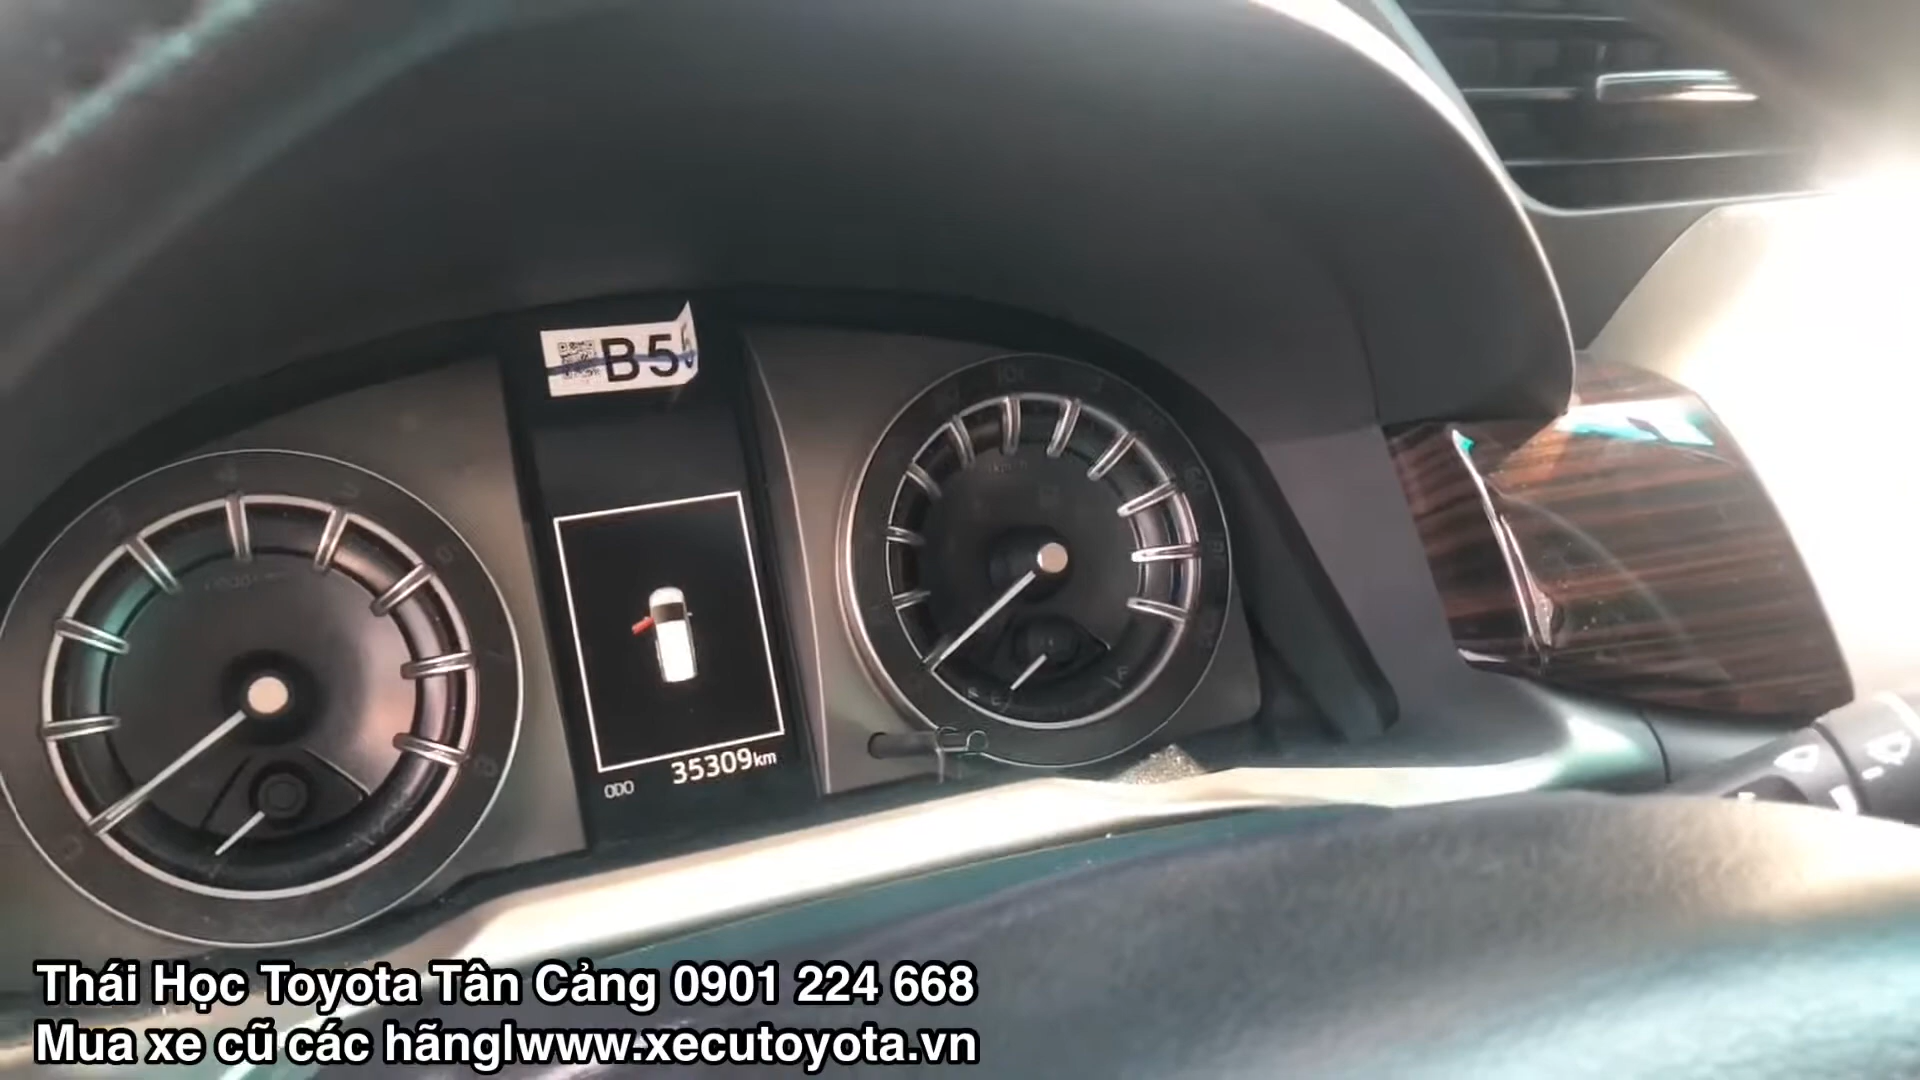 B5
35309km
ODO
Thái Học Toyota Tân Cảng 0901 224 668
Mua xe cũ các hãng|www.xecutoyota.vn